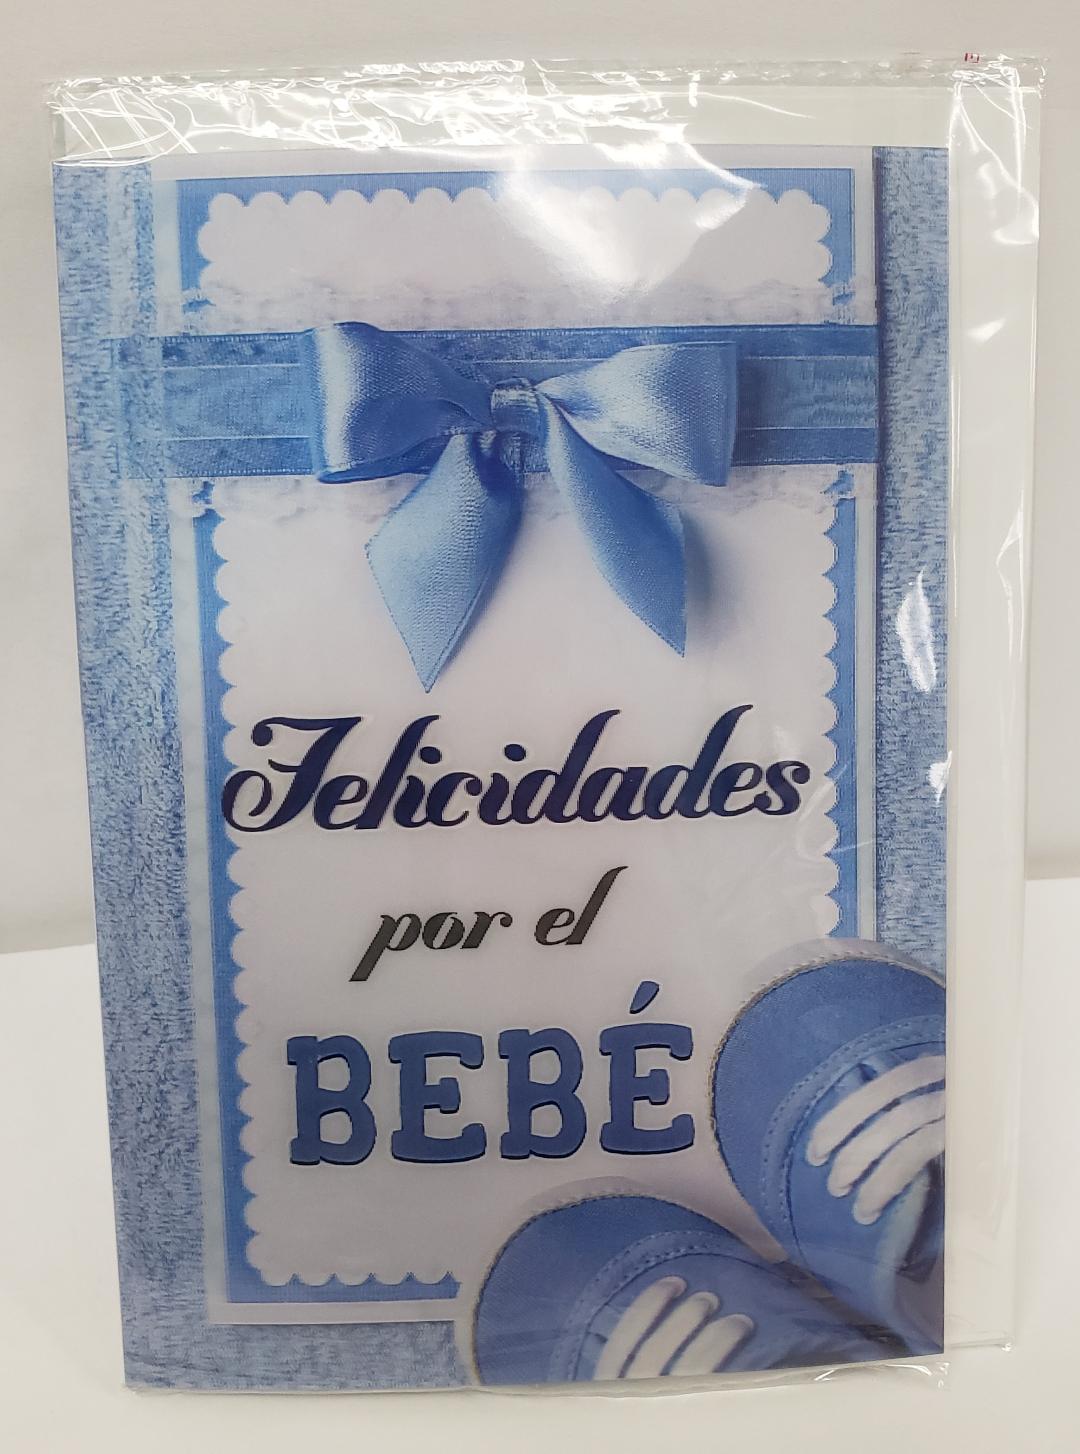 Felicidades
por el
BEBÉ